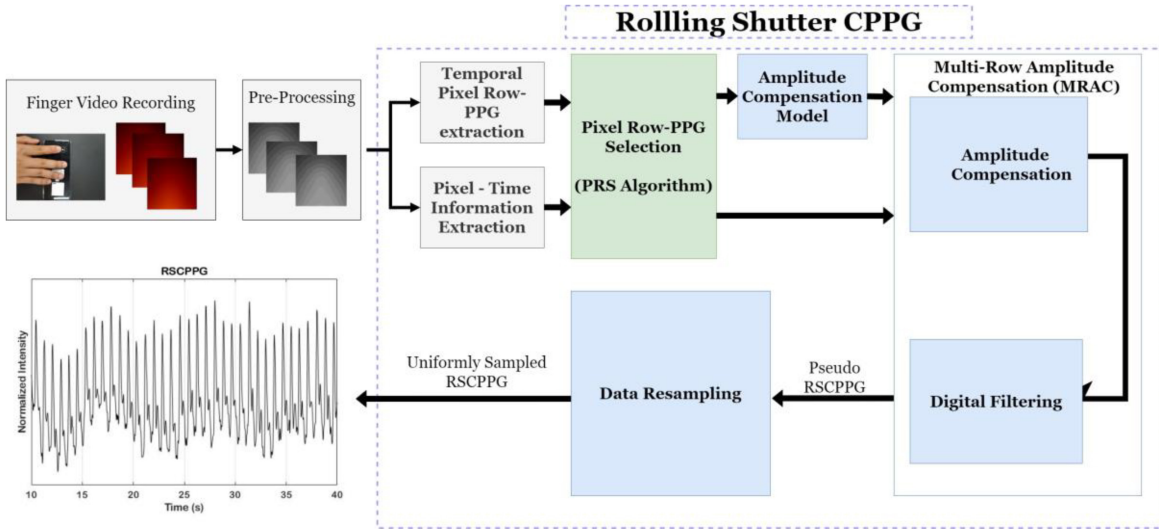 Rollling Shutter CPPG
Finger Video Recording
Pre-Processing
Temporal
Pixel Row-
PPG
extraction
Pixel - Time
Information
Extraction
Pixel Row-PPG
Selection
(PRS Algorithm)
Amplitude
Compensation
Model
Multi-Row Amplitude
Compensation (MRAC)
Amplitude
Compensation
Digital Filtering
Pseudo
RSCPPG
Data Resampling
Uniformly Sampled
RSCPPG
RSCPPG
Normalized Intensity
10 15 20 25 30 35 40
Time (s)